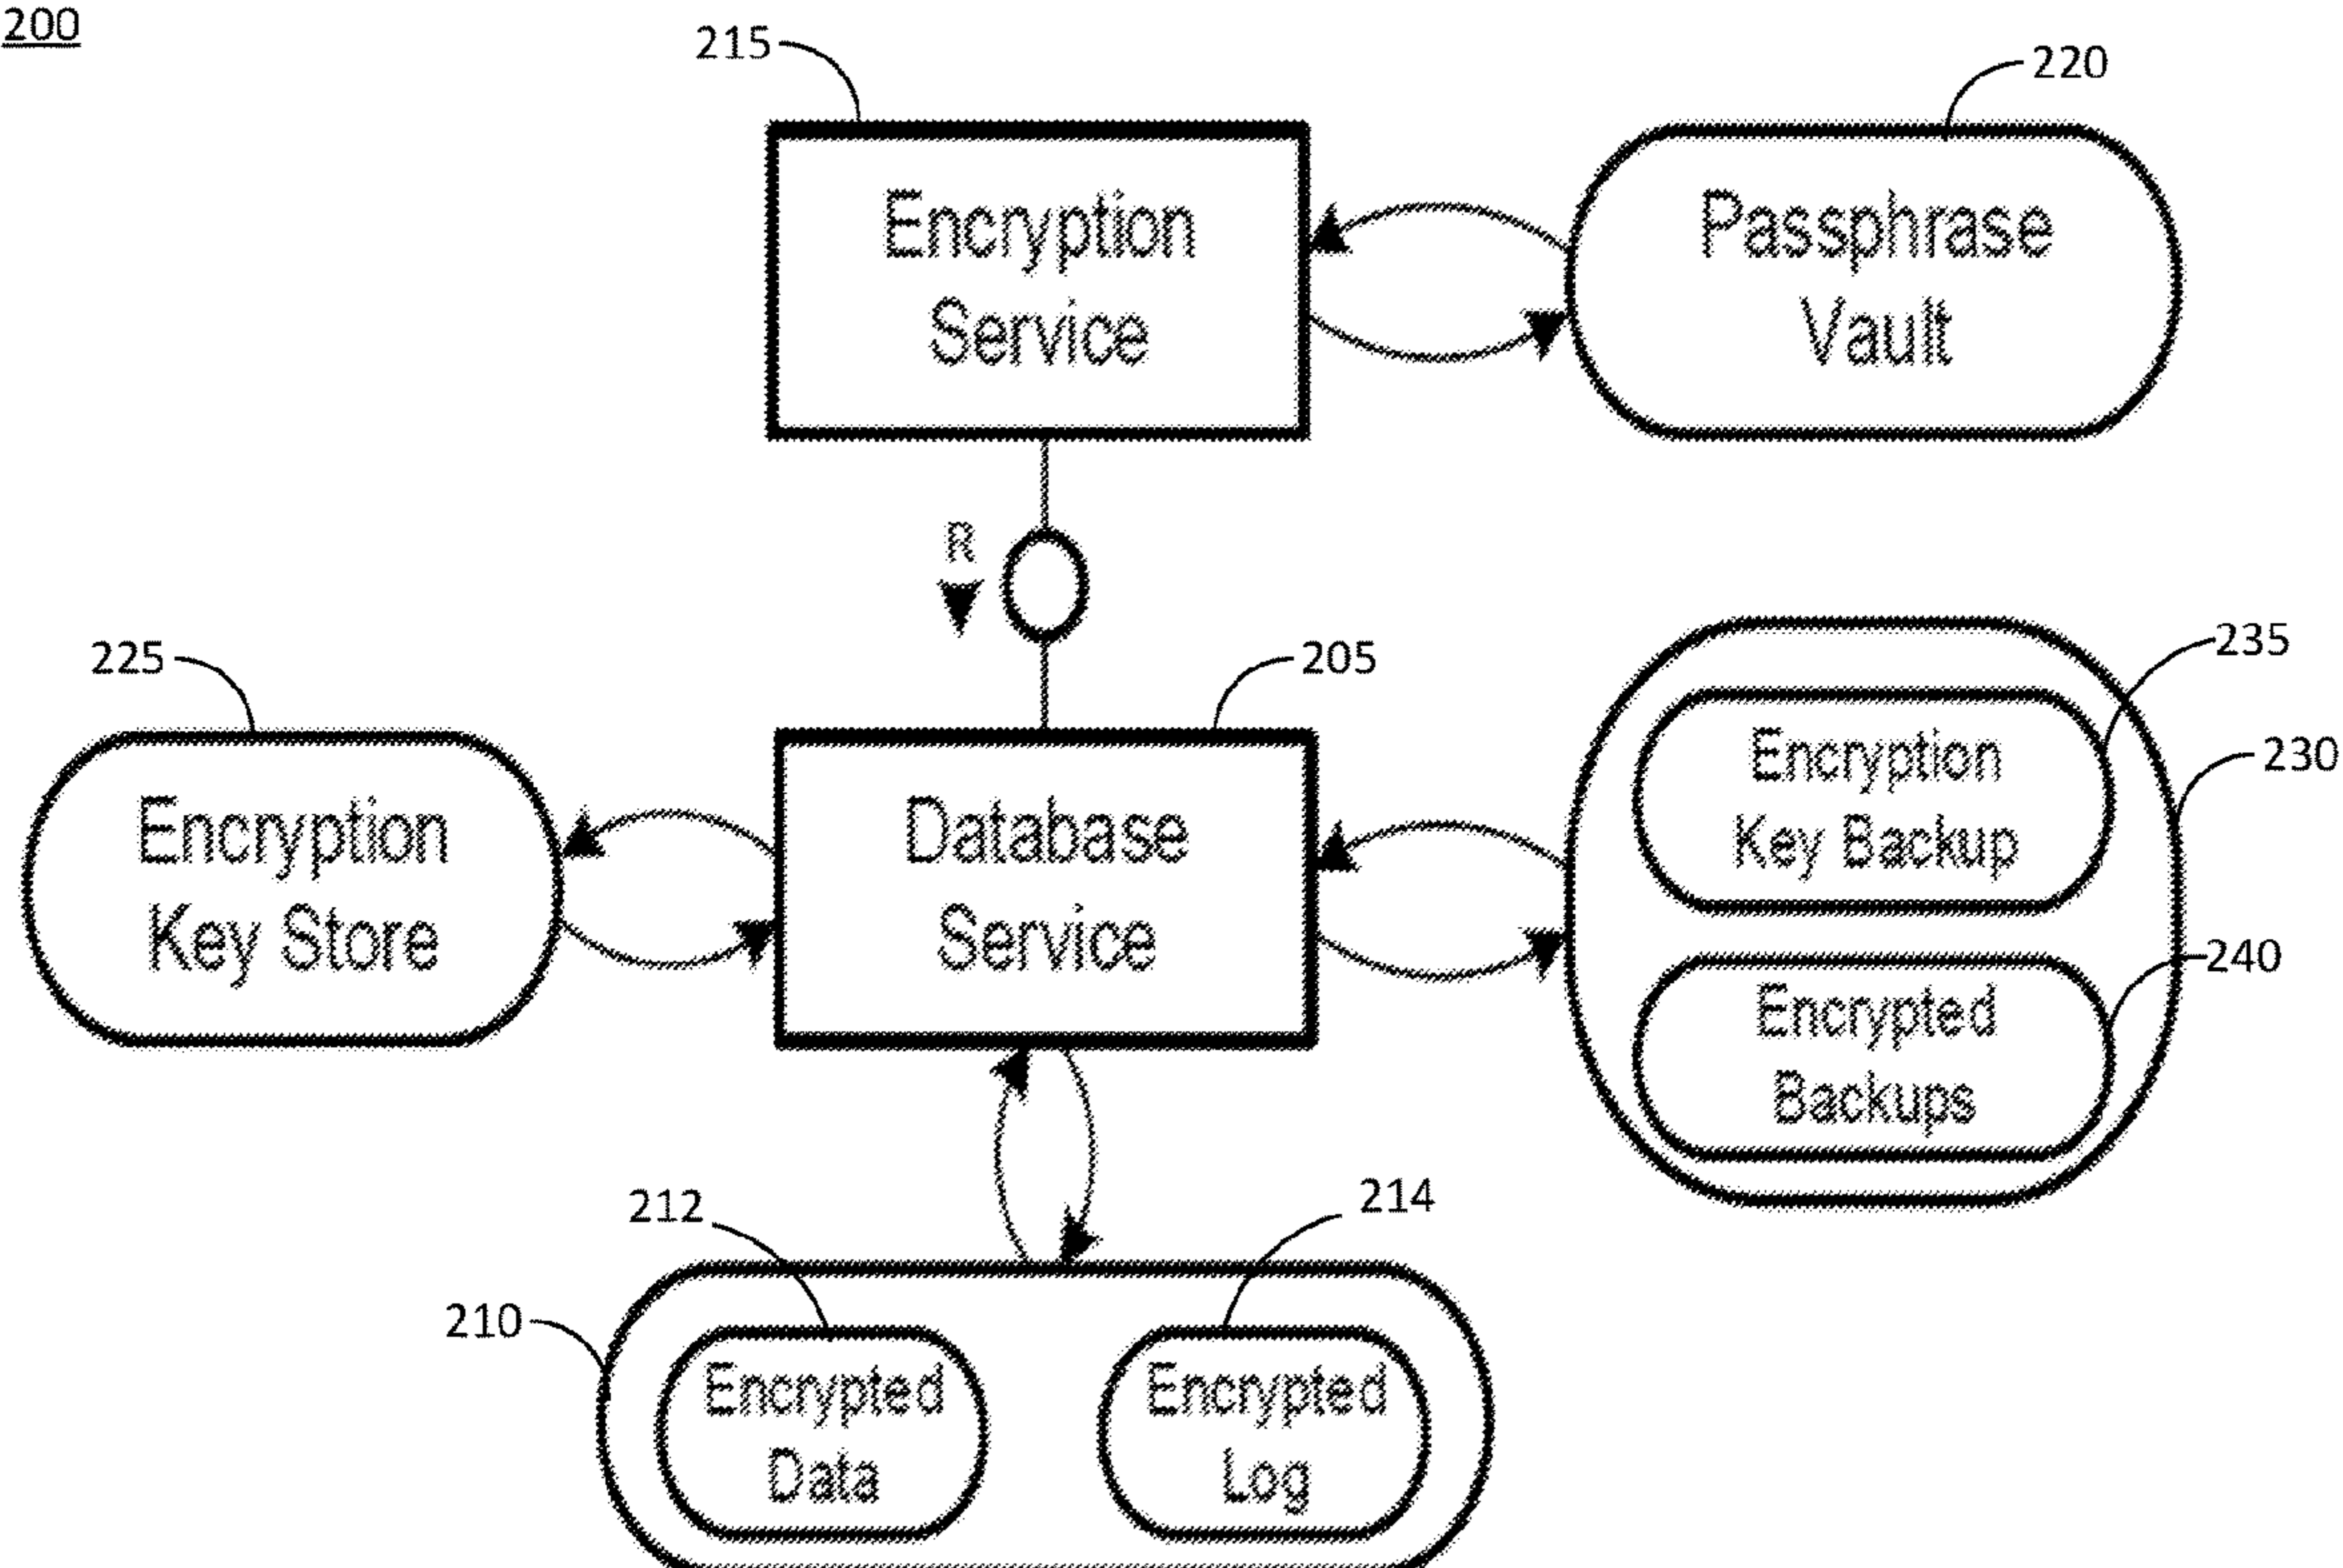 200
215
220
Encryption
Service
Passphrase
Vault
R
225
205
235
230
Encryption
Key Store
Database
Service
Encryption
Key Backup
240
Encrypted
Backups
212
214
210
Encrypted
Data
Encrypted
Log